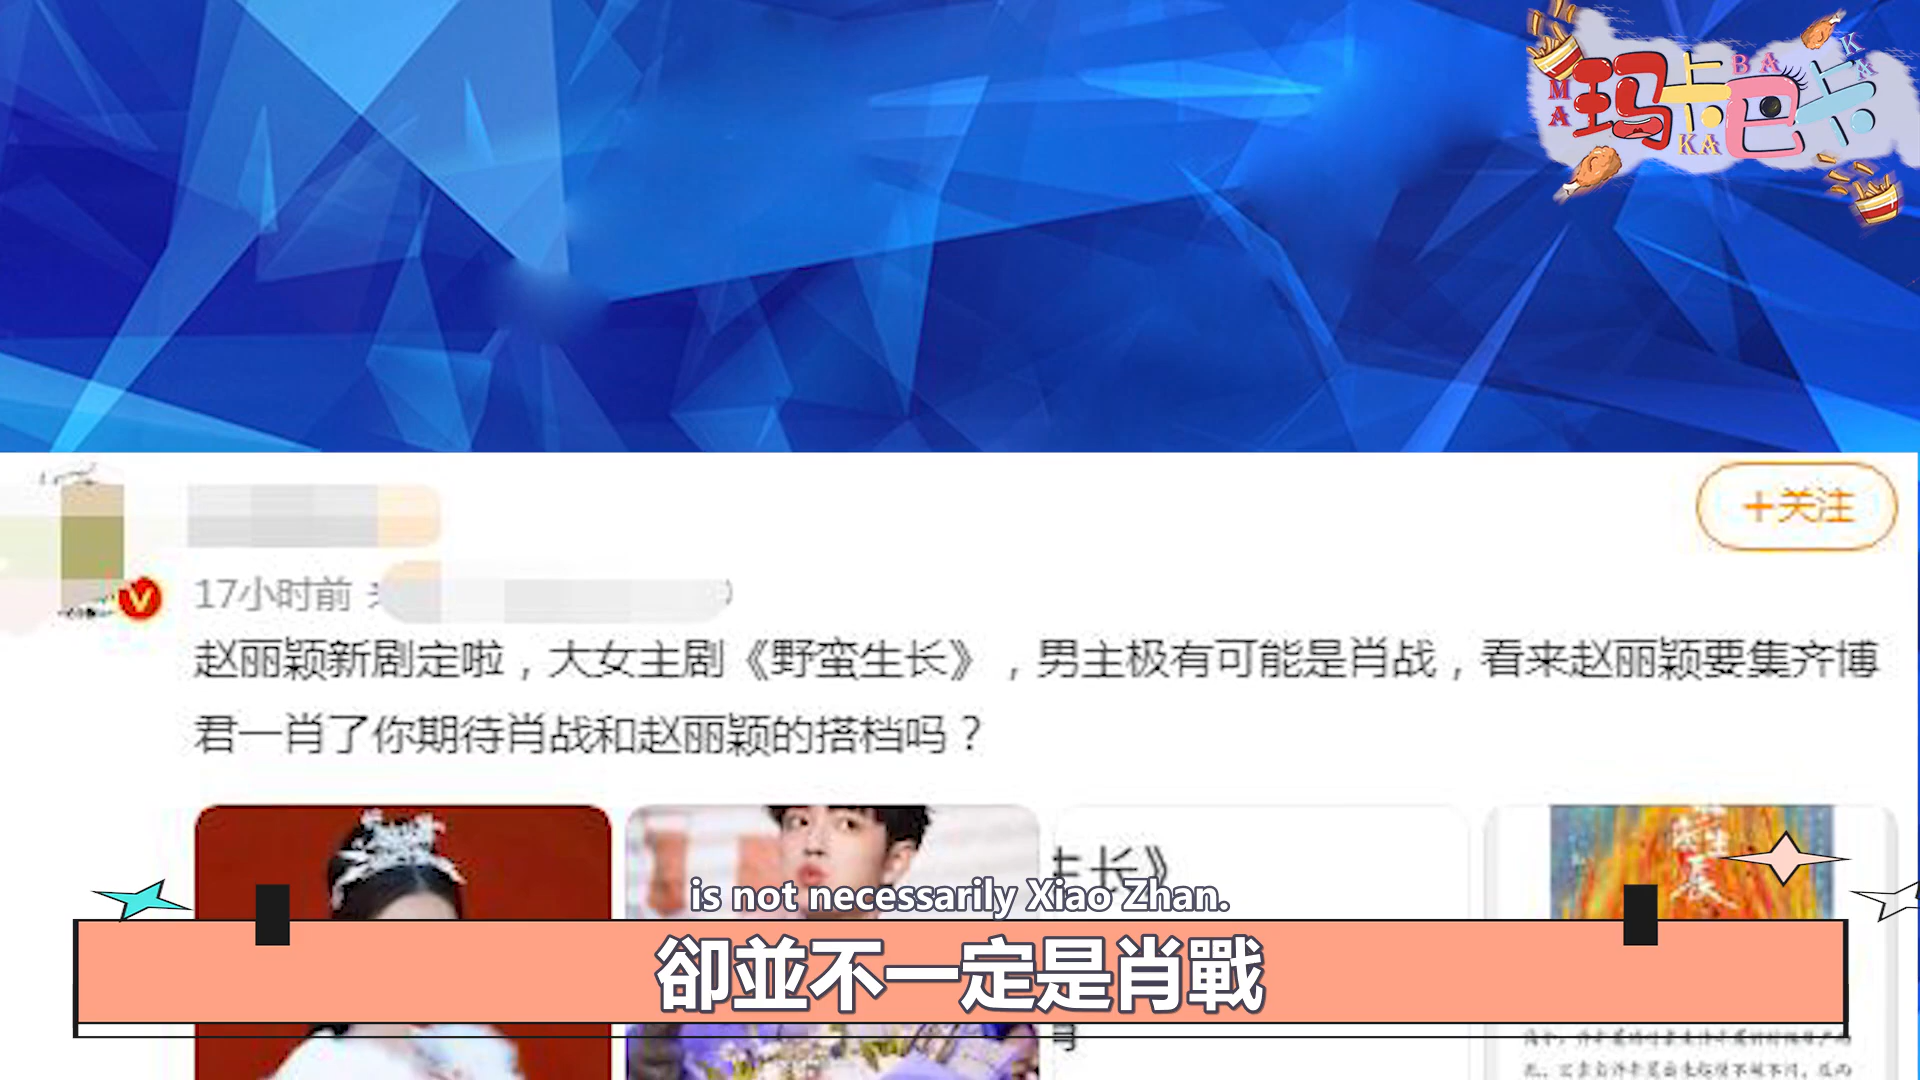 MA
玛卡巴卡
BA
KA
KA
+关注
17小时前
赵丽颖新剧定啦，大女主剧《野蛮生长》，男主极有可能是肖战，看来赵丽颖要集齐博
君一肖了你期待肖战和赵丽颖的搭档吗？
生长》
is not necessarily Xiao Zhan.
卻並不一定是肖戰